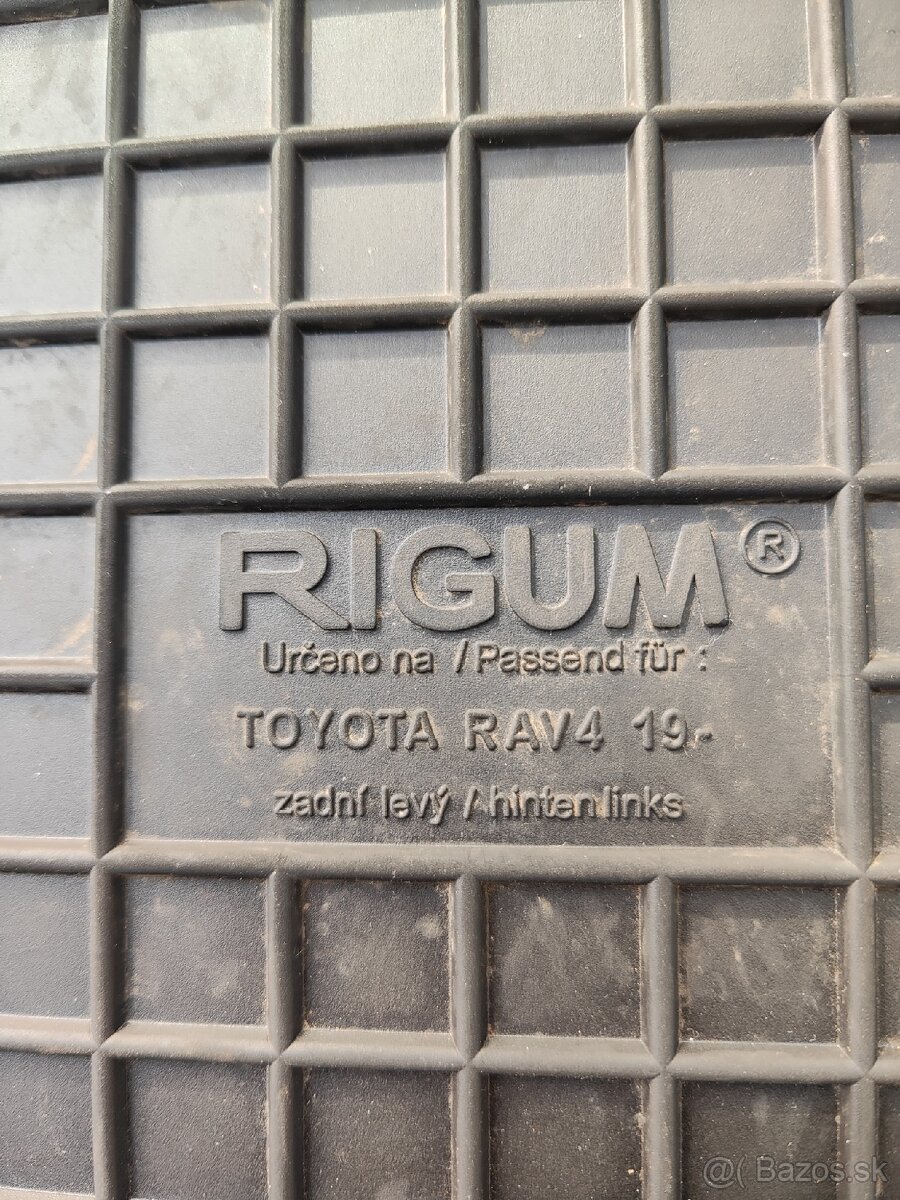 RIGUM®
Určeno na / Passend für :
TOYOTA RAV4 19-
zadní levý / hinten links
@( Bazos.sk